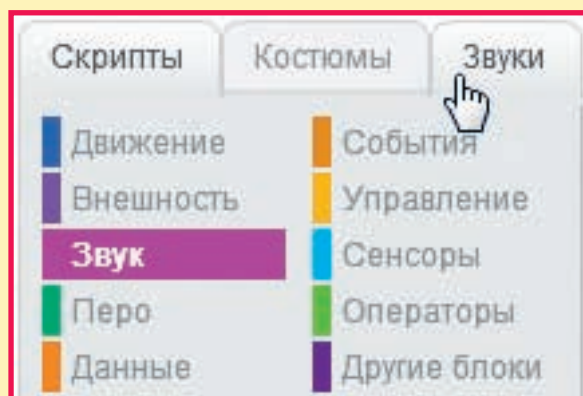 Скрипты Костюмы Звуки
Движение События
Внешность Управление
Звук Сенсоры
Перо Операторы
Данные Другие блоки